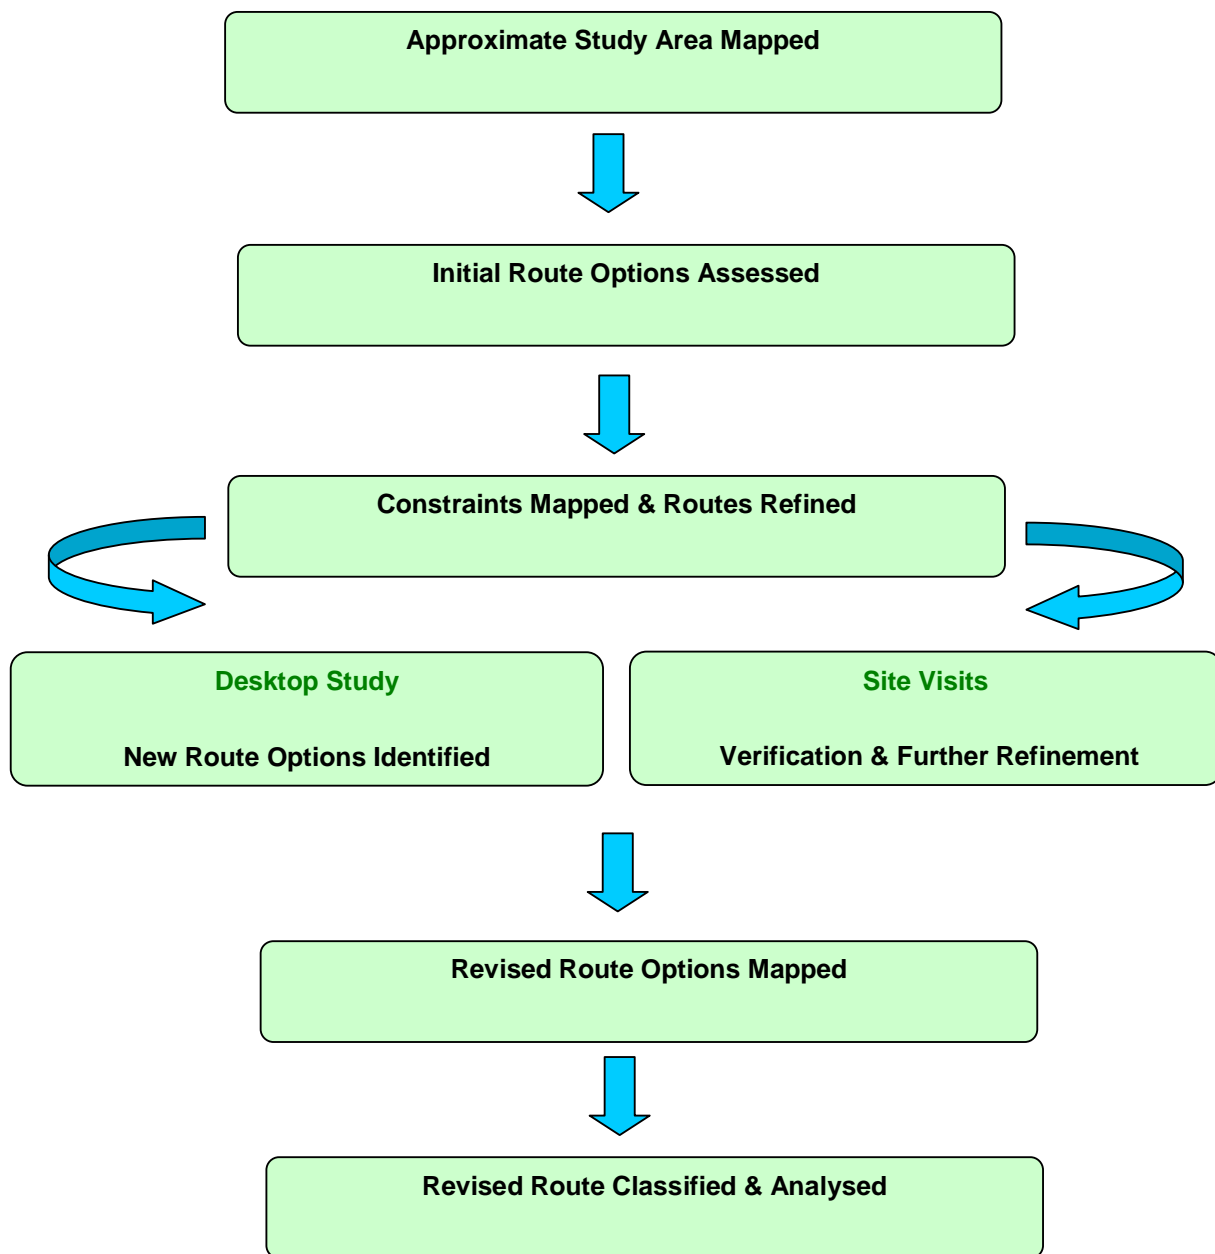 Approximate Study Area Mapped
Initial Route Options Assessed
Constraints Mapped & Routes Refined
Desktop Study
New Route Options Identified
Site Visits
Verification & Further Refinement
Revised Route Options Mapped
Revised Route Classified & Analysed